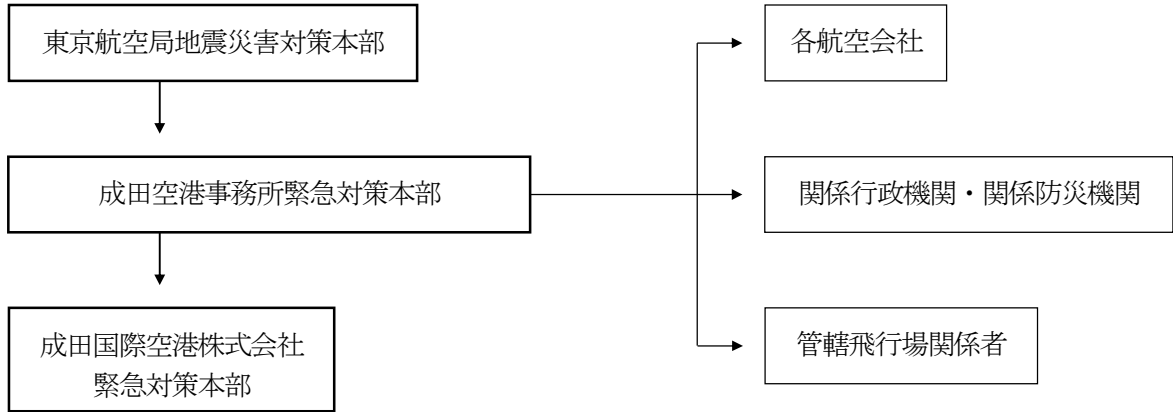 東京航空局地震災害対策本部
各航空会社
成田空港事務所緊急対策本部
関係行政機関・関係防災機関
成田国際空港株式会社
緊急対策本部
管轄飛行場関係者